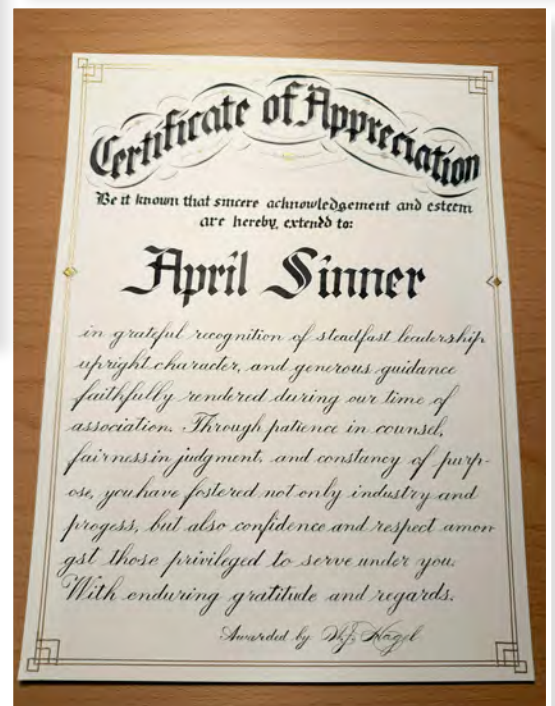 Certificate of Appreciation
Be it known that sincere acknowledgement and esteem
are hereby, extended to:
April Sinner
in grateful recognition of steadfast leadership
upright character, and generous guidance
faithfully rendered during our time of
association. Through patience in counsel,
fairness in judgment, and constancy of purp-
ose, you have fostered not only industry and
progess, but also confidence and respect amon-
gst those privileged to serve under you.
With enduring gratitude and regards.
Awarded by Hagel